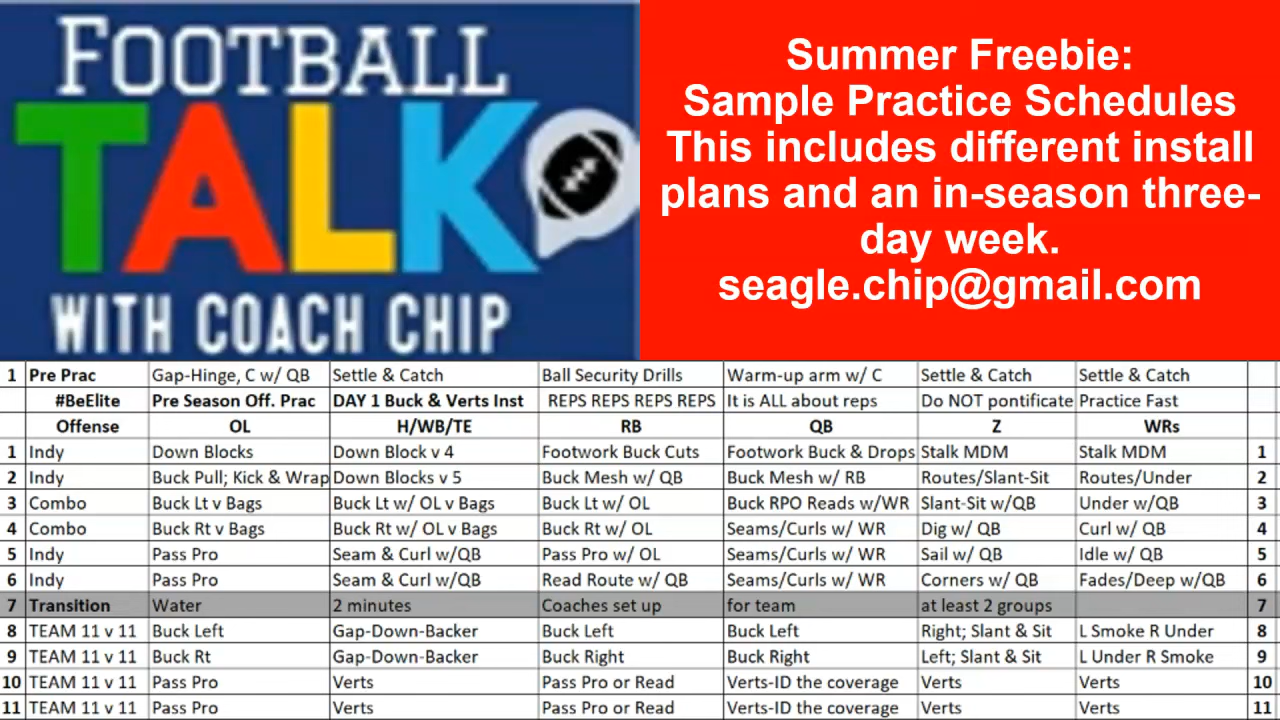 FOOTBALL
TALK
WITH COACH CHIP
Summer Freebie:
Sample Practice Schedules
This includes different install
plans and an in-season three-
day week.
seagle.chip@gmail.com
1 Pre Prac Gap-Hinge, C w/ QB Settle & Catch Ball Security Drills Warm-up arm w/ C Settle & Catch Settle & Catch
#BeElite Pre Season Off. Prac DAY 1 Buck & Verts Inst REPS REPS REPS REPS It is ALL about reps Do NOT pontificate Practice Fast
Offense OL H/WB/TE RB QB Z WRs
1 Indy Down Blocks Down Block v 4 Footwork Buck Cuts Footwork Buck & Drops Stalk MDM Stalk MDM 1
2 Indy Buck Pull; Kick & Wrap Down Blocks v 5 Buck Mesh w/ QB Buck Mesh w/ RB Routes/Slant-Sit Routes/Under 2
3 Combo Buck Lt v Bags Buck Lt w/ OL v Bags Buck Lt w/ OL Buck RPO Reads w/WR Slant-Sit w/QB Under w/QB 3
4 Combo Buck Rt v Bags Buck Rt w/ OL v Bags Buck Rt w/ OL Seams/Curls w/ WR Dig w/ QB Curl w/ QB 4
5 Indy Pass Pro Seam & Curl w/QB Pass Pro w/ OL Seams/Curls w/ WR Sail w/ QB Idle w/ QB 5
6 Indy Pass Pro Seam & Curl w/QB Read Route w/ QB Seams/Curls w/ WR Corners w/ QB Fades/Deep w/QB 6
7 Transition Water 2 minutes Coaches set up for team at least 2 groups 7
8 TEAM 11 v 11 Buck Left Gap-Down-Backer Buck Left Buck Left Right; Slant & Sit L Smoke R Under 8
9 TEAM 11 v 11 Buck Rt Gap-Down-Backer Buck Right Buck Right Left; Slant & Sit L Under R Smoke 9
10 TEAM 11 v 11 Pass Pro Verts Pass Pro or Read Verts-ID the coverage Verts Verts 10
11 TEAM 11 v 11 Pass Pro Verts Pass Pro or Read Verts-ID the coverage Verts Verts 11